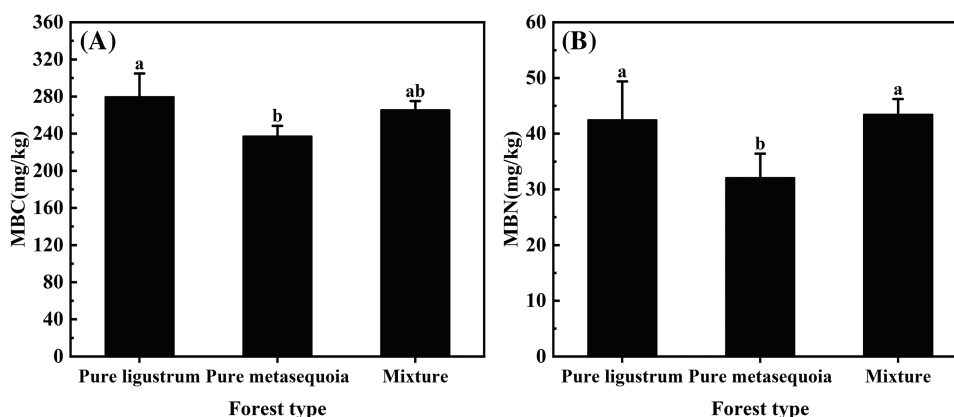 (A)
MBC(mg/kg)
360
320
280
240
200
160
120
80
40
0
a
b
ab
Pure ligustrum Pure metasequoia Mixture
Forest type
(B)
MBN(mg/kg)
60
50
40
30
20
10
0
a
b
a
Pure ligustrum Pure metasequoia Mixture
Forest type